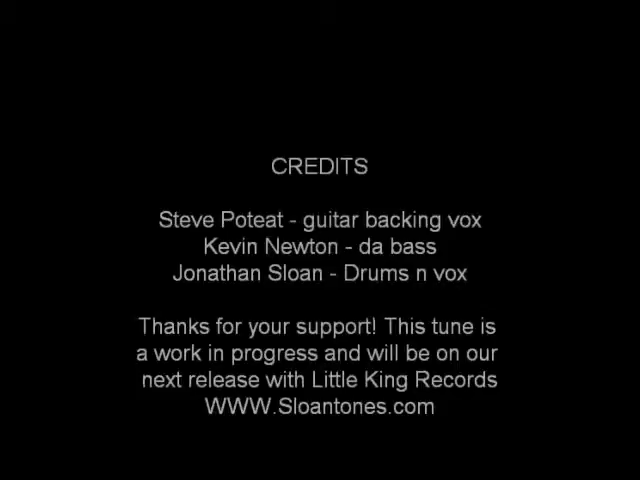 CREDITS
Steve Poteat - guitar backing vox
Kevin Newton - da bass
Jonathan Sloan - Drums n vox
Thanks for your support! This tune is
a work in progress and will be on our
next release with Little King Records
WWW.Sloantones.com